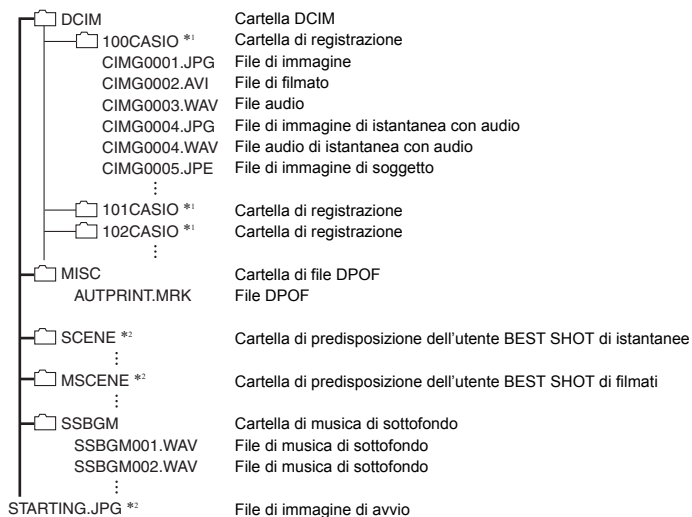 DCIM Cartella DCIM
100CASIO *1 Cartella di registrazione
CIMG0001.JPG File di immagine
CIMG0002.AVI File di filmato
CIMG0003.WAV File audio
CIMG0004.JPG File di immagine di istantanea con audio
CIMG0004.WAV File audio di istantanea con audio
CIMG0005.JPE File di immagine di soggetto
101CASIO *1 Cartella di registrazione
102CASIO *1 Cartella di registrazione
MISC Cartella di file DPOF
AUTPRINT.MRK File DPOF
SCENE *2 Cartella di predisposizione dell’utente BEST SHOT di istantanee
MSCENE *2 Cartella di predisposizione dell’utente BEST SHOT di filmati
SSBGM Cartella di musica di sottofondo
SSBGM001.WAV File di musica di sottofondo
SSBGM002.WAV File di musica di sottofondo
STARTING.JPG *2 File di immagine di avvio